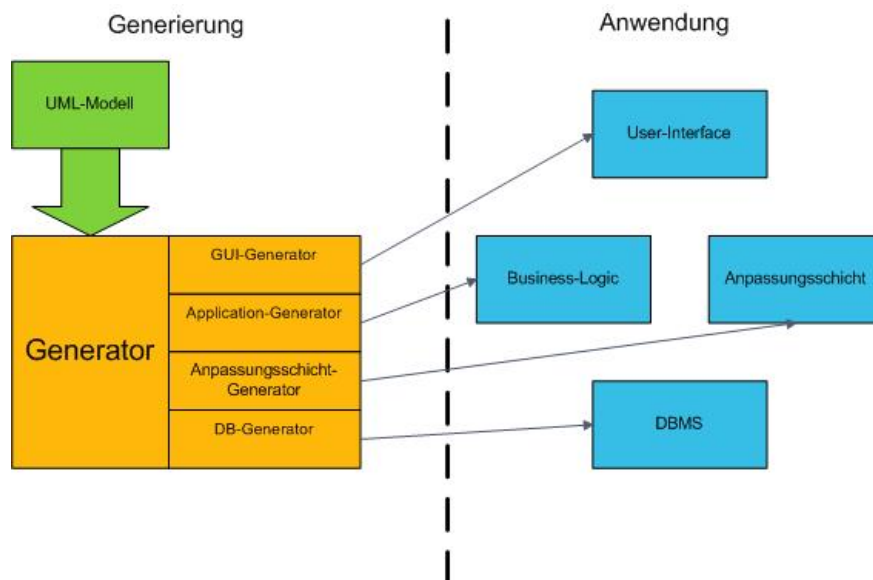 Generierung
Anwendung
UML-Modell
User-Interface
Generator
GUI-Generator
Application-Generator
Anpassungsschicht-
Generator
DB-Generator
Business-Logic
Anpassungsschicht
DBMS